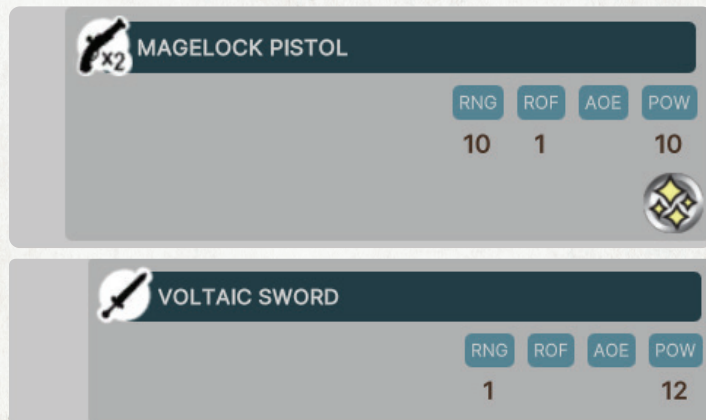 x2 MAGELOCK PISTOL
RNG ROF AOE POW
10 1 10
VOLTAIC SWORD
RNG ROF AOE POW
1 12